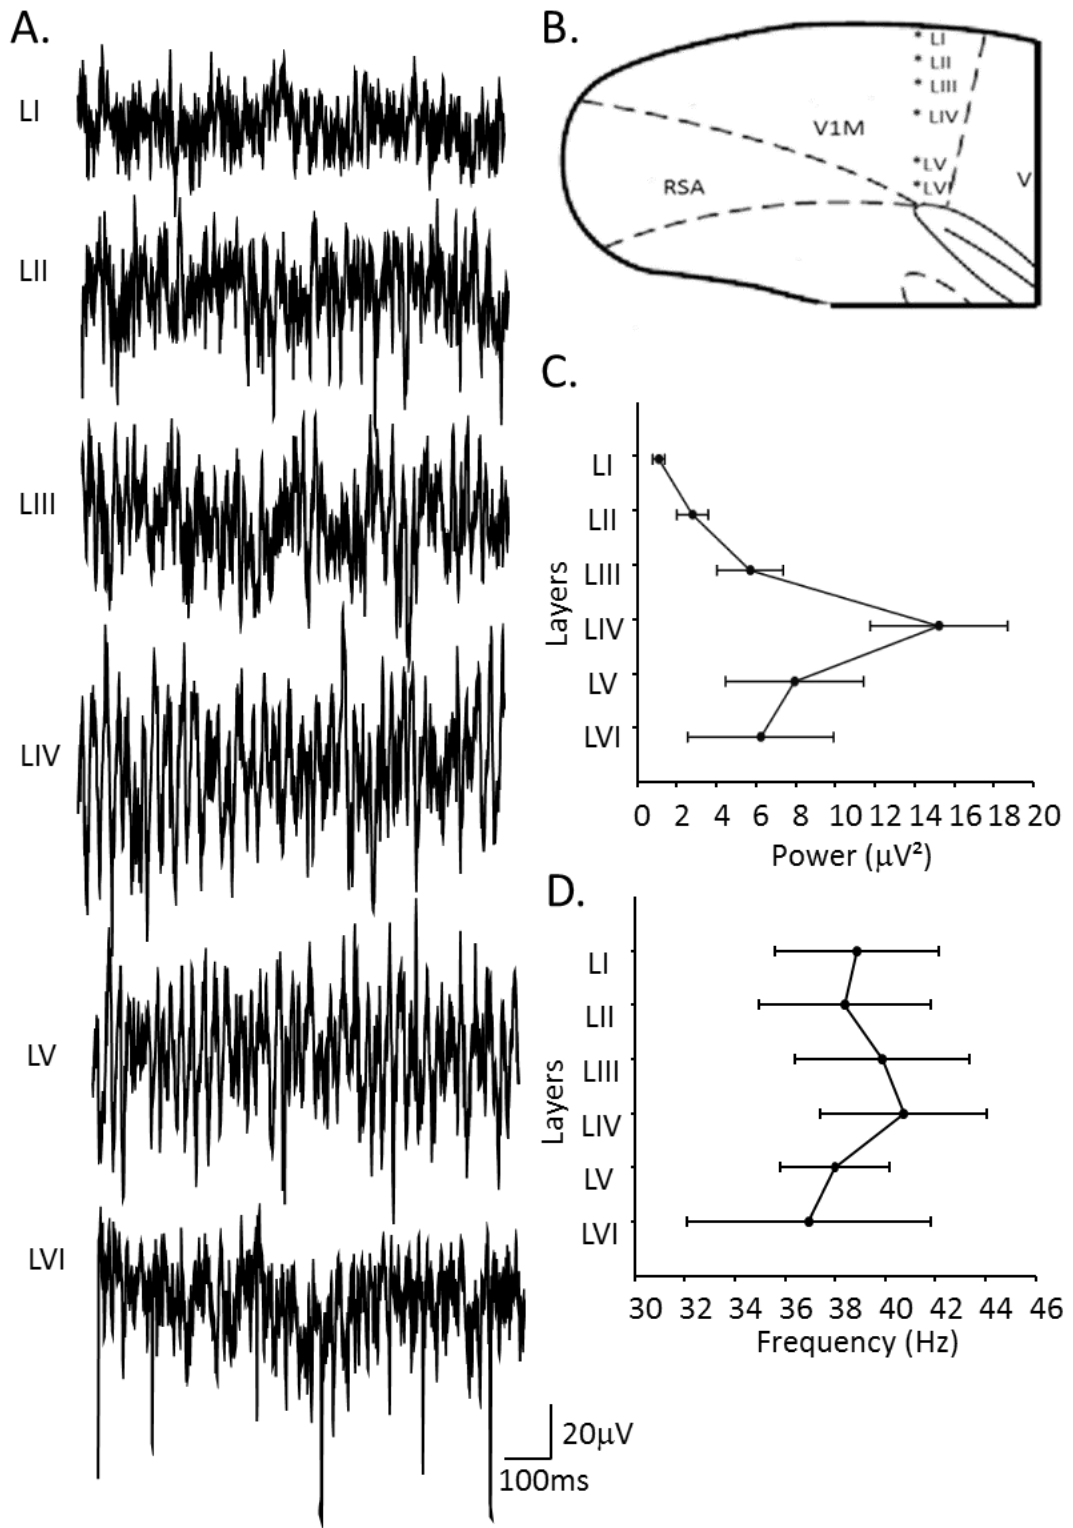 A.
LI
LII
LIII
LIV
LV
LVI
20μV
100ms
B.
* LI
* LII
* LIII
* LIV
*LV
*LV
V1M
RSA
V
C.
Layers
LI
LII
LIII
LIV
LV
LVI
0 2 4 6 8 10 12 14 16 18 20
Power (μV²)
D.
Layers
LI
LII
LIII
LIV
LV
LVI
30 32 34 36 38 40 42 44 46
Frequency (Hz)